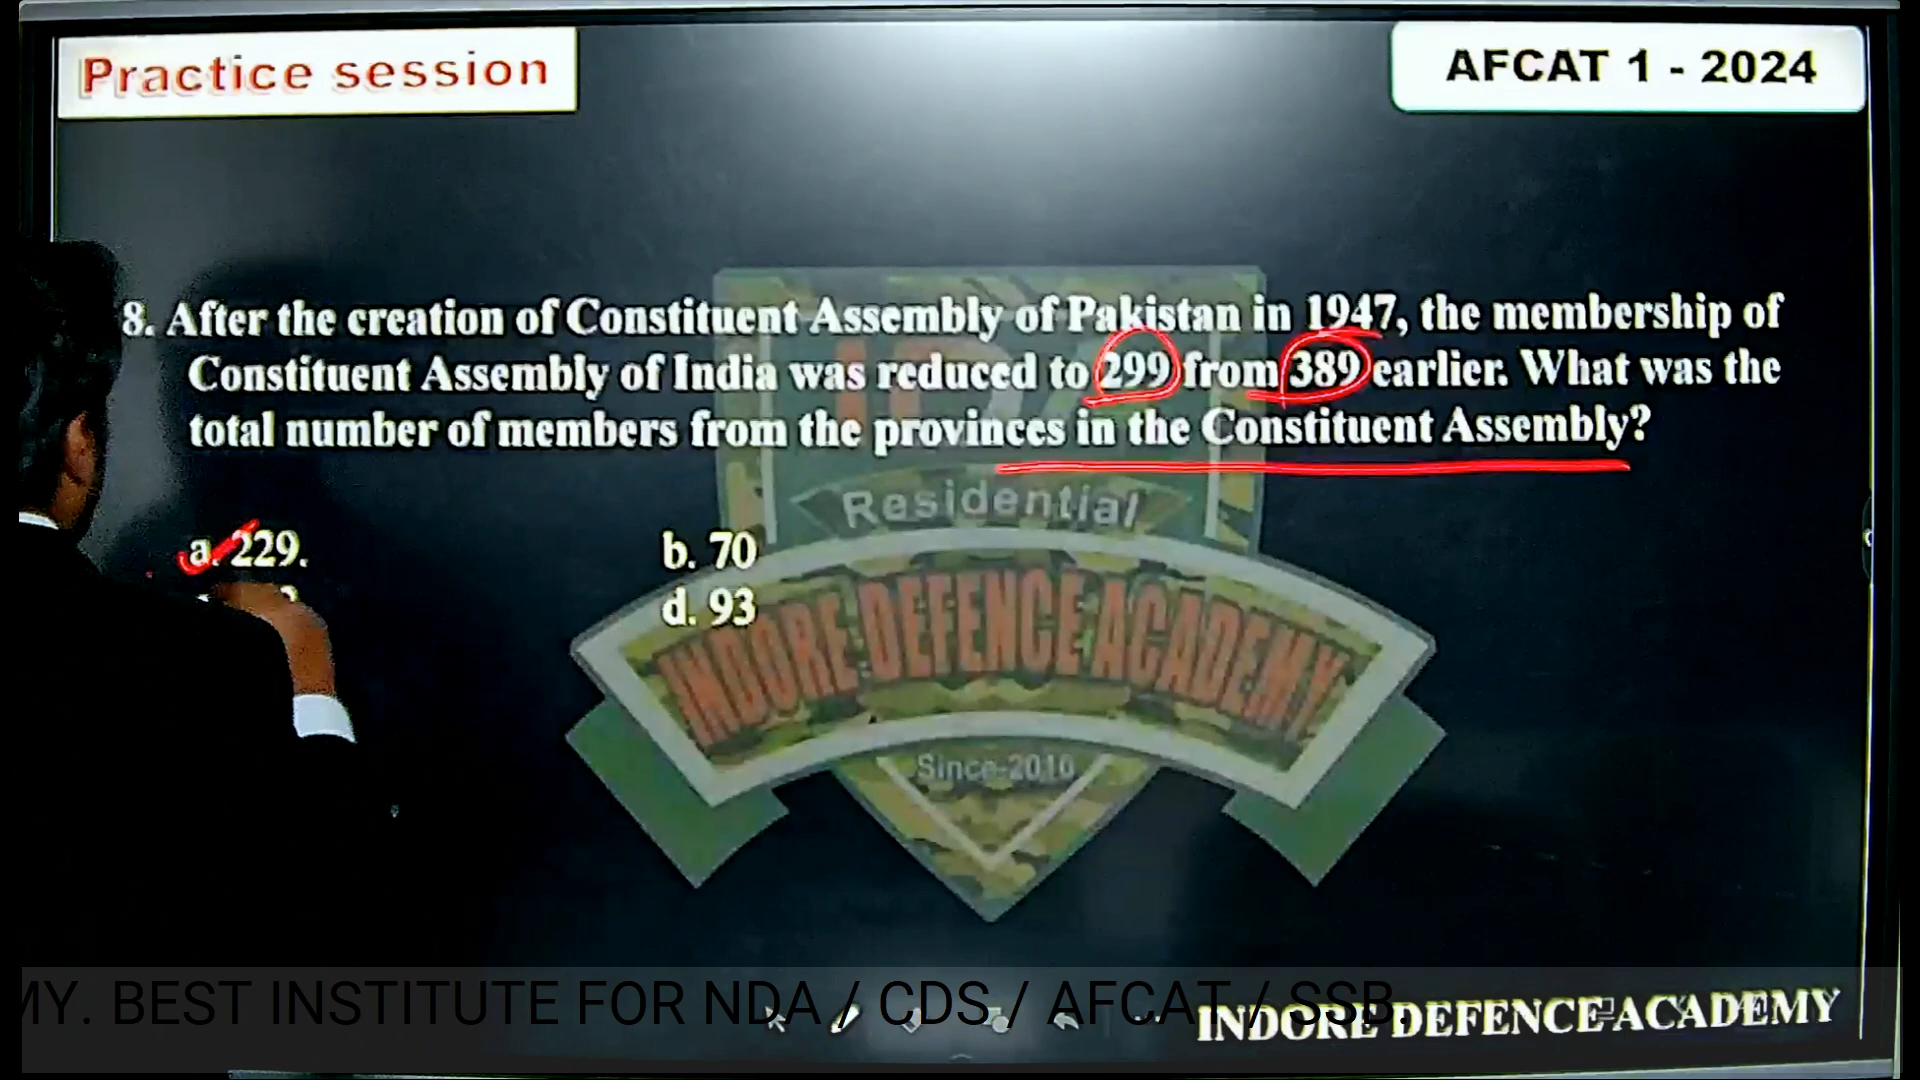 Practice session
AFCAT 1 - 2024
8. After the creation of Constituent Assembly of Pakistan in 1947, the membership of
Constituent Assembly of India was reduced to 299 from 389 earlier. What was the
total number of members from the provinces in the Constituent Assembly?
Residential
a. 229.
b. 70
d. 93
INDORE DEFENCE ACADEMY
Since-2010
MY. BEST INSTITUTE FOR NDA / CDS / AFCAT / SSB.
INDORE DEFENCE ACADEMY